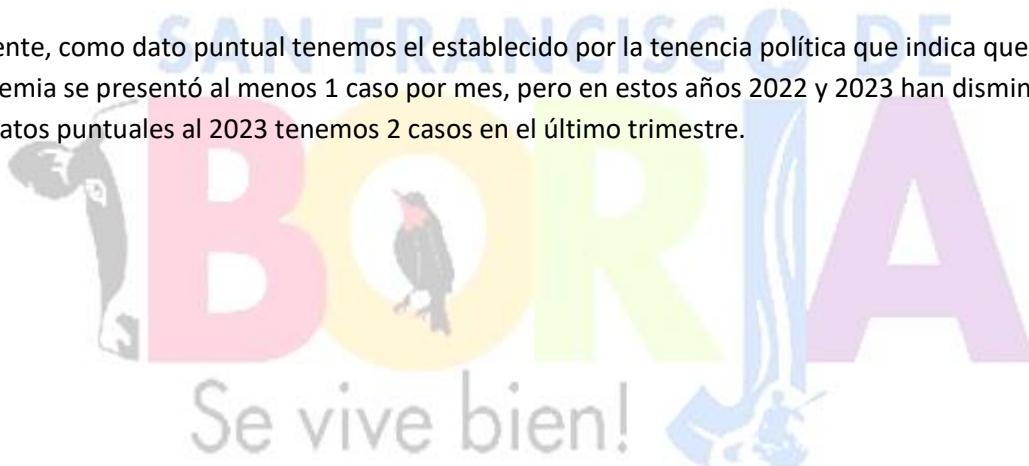 SAN FRANCISCO DE
ente, como dato puntual tenemos el establecido por la tenencia política que indica que
emia se presentó al menos 1 caso por mes, pero en estos años 2022 y 2023 han dismin
atos puntuales al 2023 tenemos 2 casos en el último trimestre.
BORJA
Se vive bien!